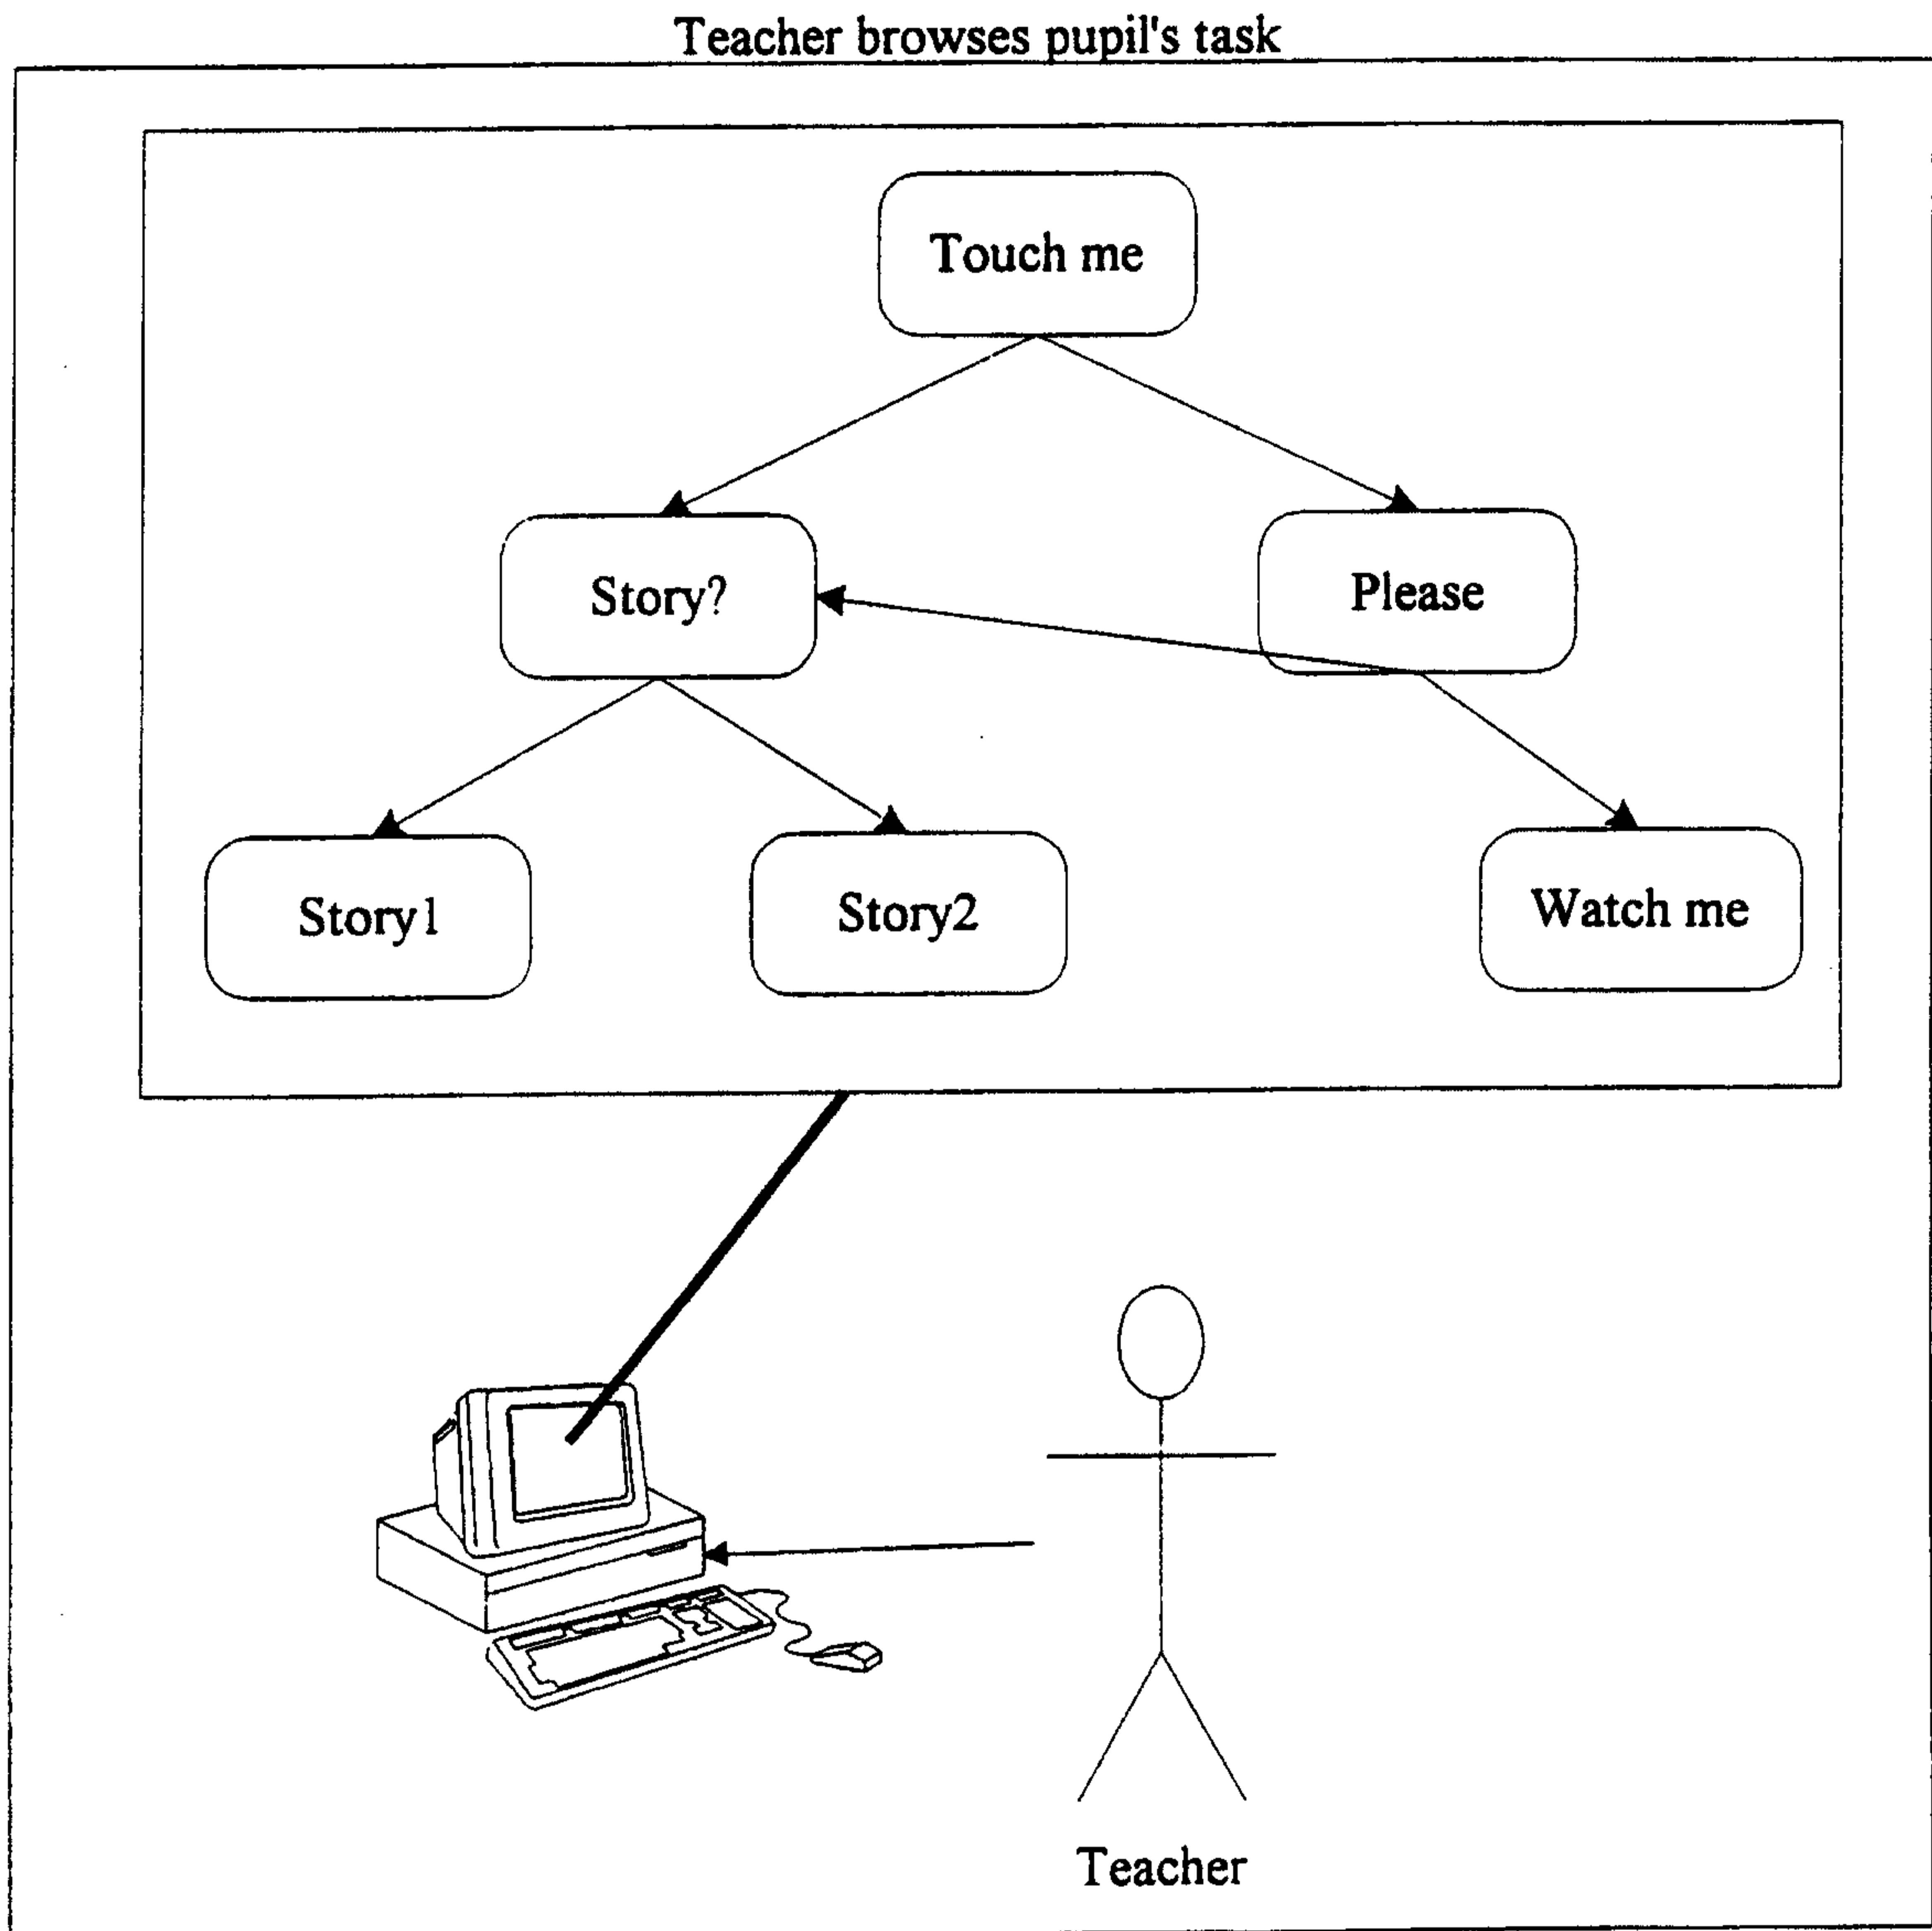 Teacher browses pupil's task
Touch me
Story?
Please
Story1
Story2
Watch me
Teacher